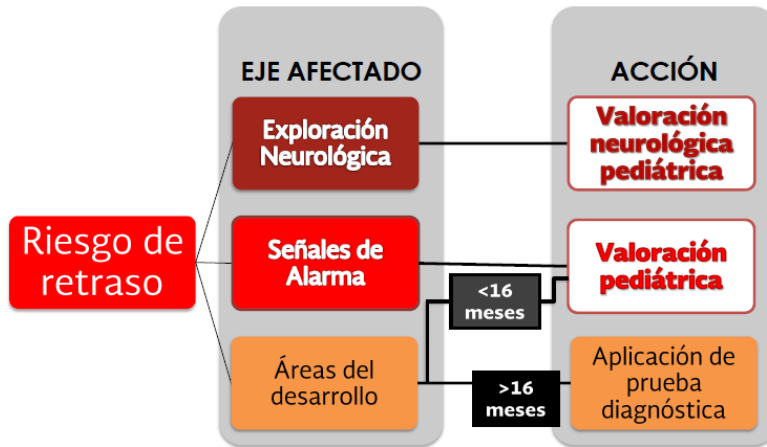 EJE AFECTADO
ACCIÓN
Exploración
Neurológica
Valoración
neurológica
pediátrica
Riesgo de
retraso
Señales de
Alarma
Valoración
pediátrica
<16
meses
Áreas del
desarrollo
>16
meses
Aplicación de
prueba
diagnóstica